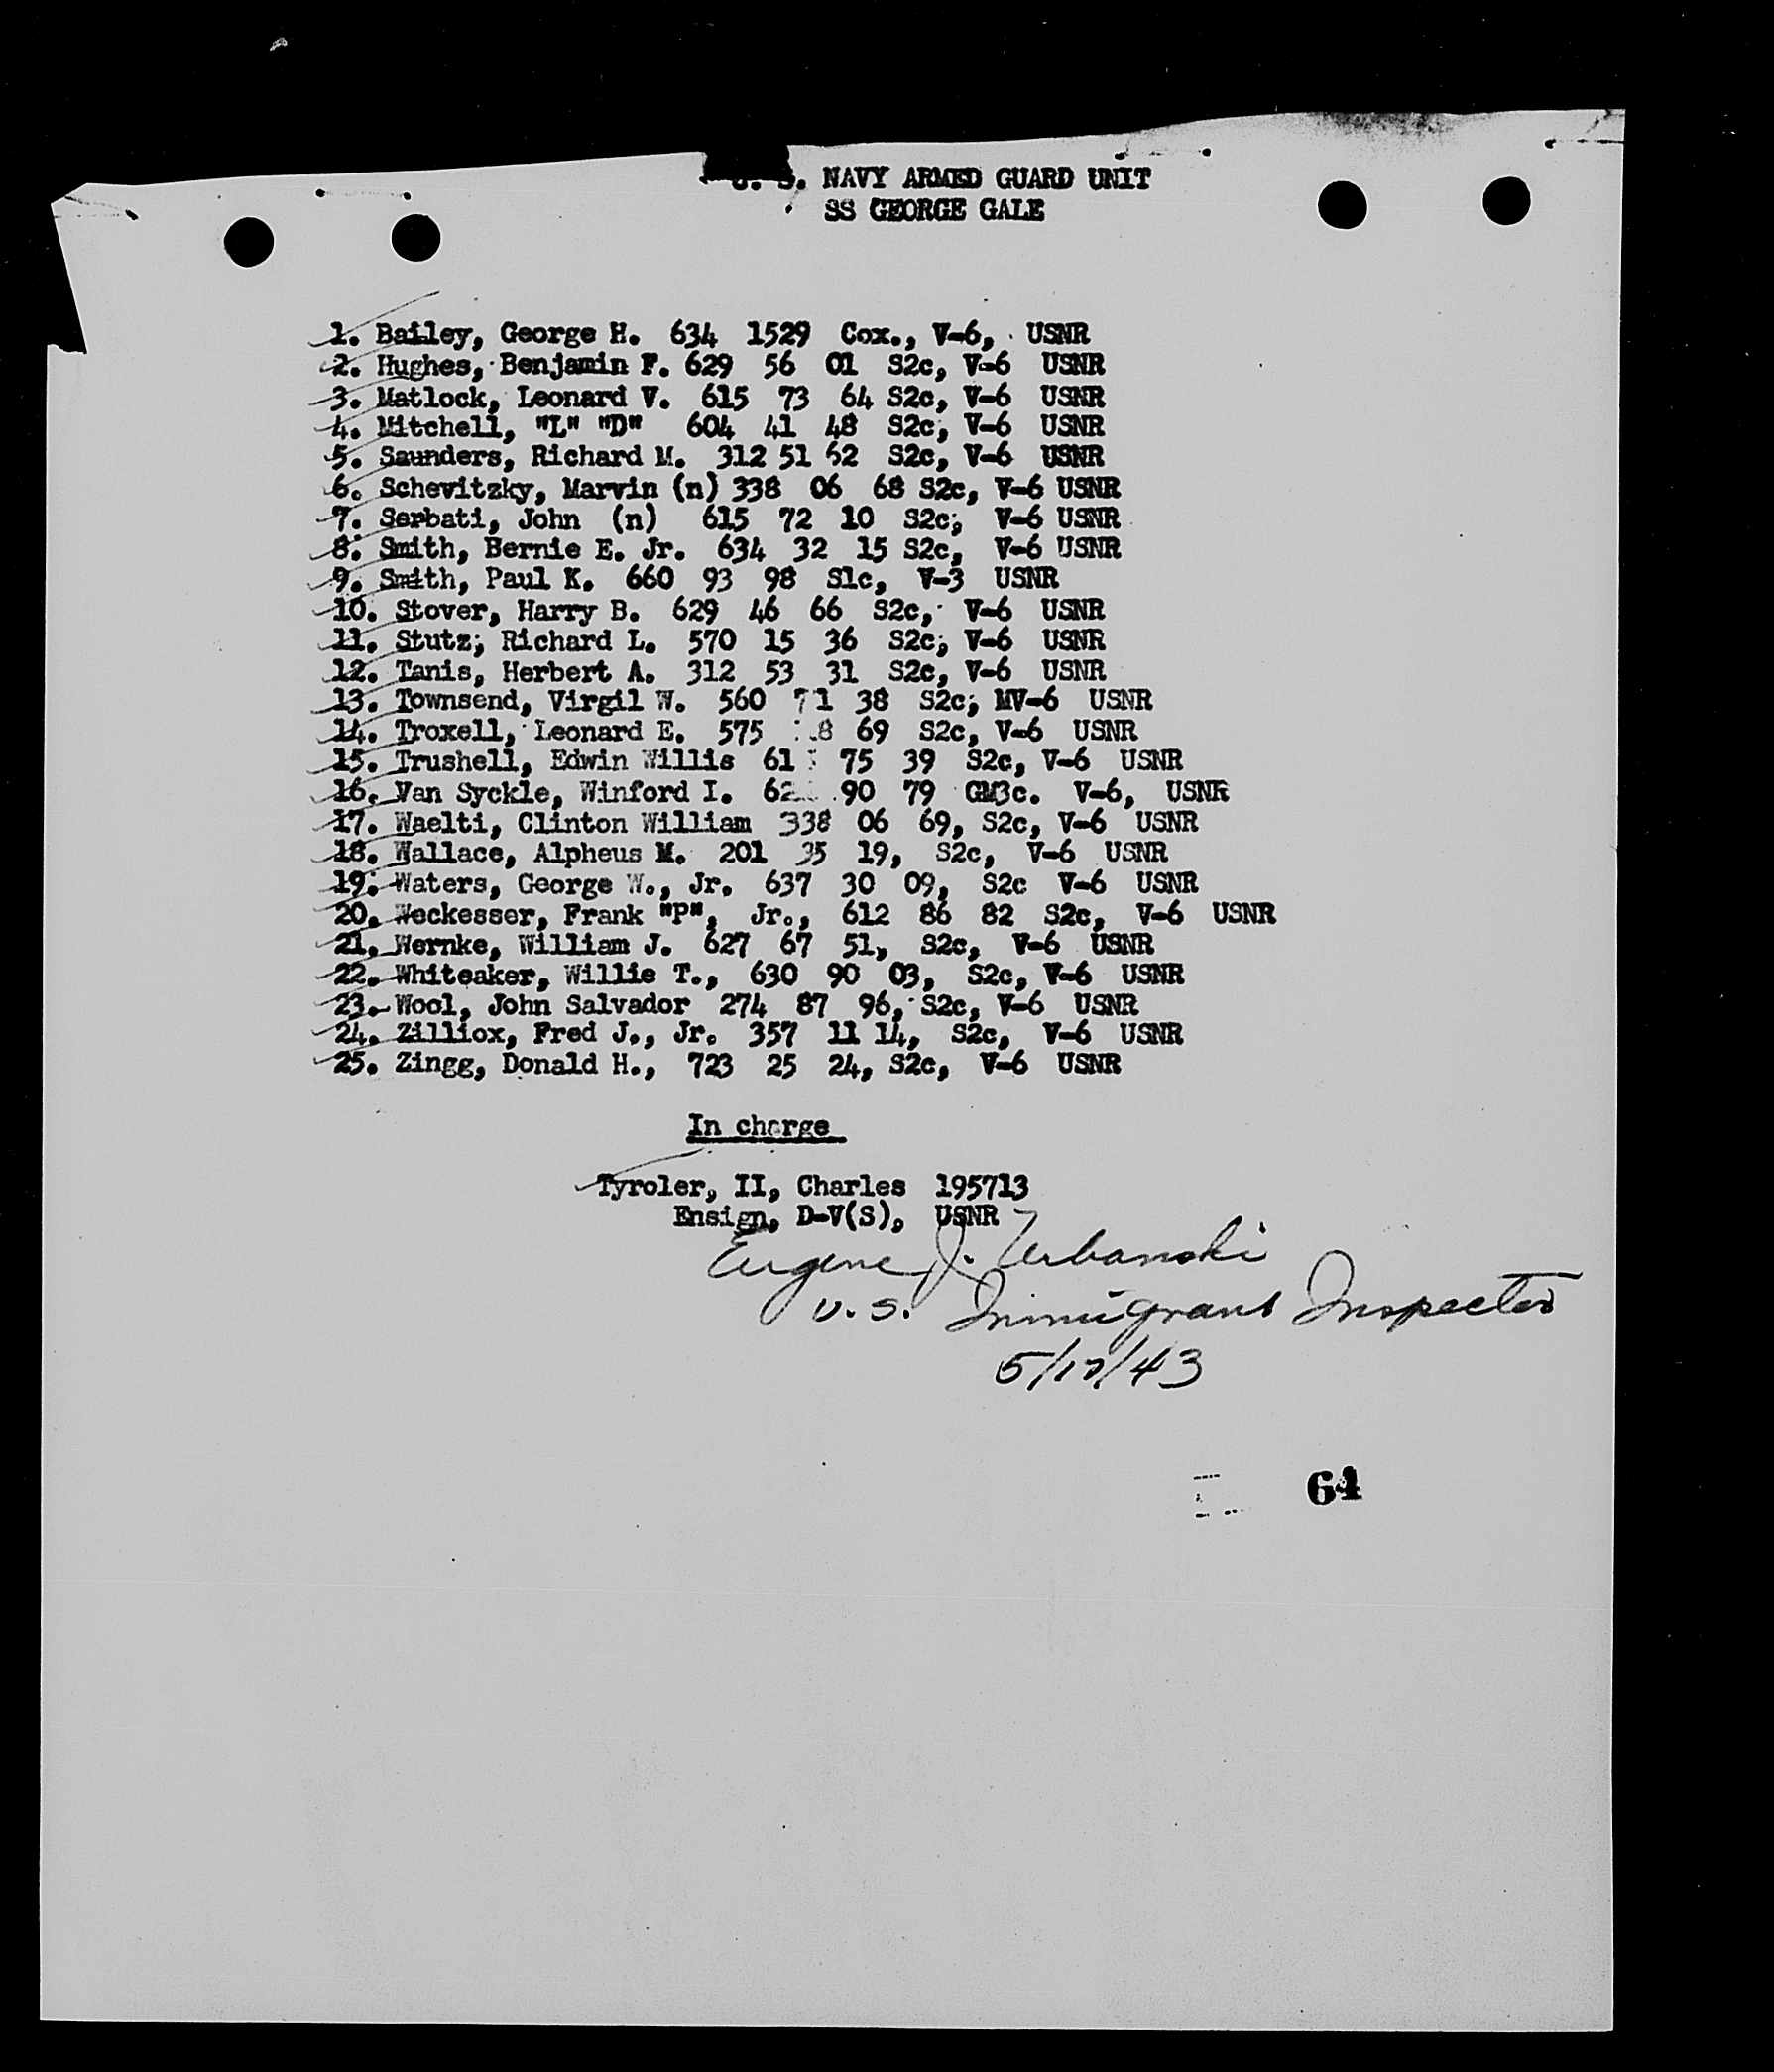 U. S. NAVY ARMED GUARD UNIT
SS GEORGE GALE
1. Bailey, George H. 634 1529 Cox., V-6, USNR
2. Hughes, Benjamin F. 629 56 01 S2c, V-6 USNR
3. Matlock, Leonard V. 615 73 64 S2c, V-6 USNR
4. Mitchell, "L" "D" 604 41 48 S2c, V-6 USNR
5. Saunders, Richard M. 312 51 62 S2c, V-6 USNR
6. Schevitzky, Marvin (n) 338 06 68 S2c, V-6 USNR
7. Serbati, John (n) 615 72 10 S2c, V-6 USNR
8. Smith, Bernie E. Jr. 634 32 15 S2c, V-6 USNR
9. Smith, Paul K. 660 93 98 S1c, V-3 USNR
10. Stover, Harry B. 629 46 66 S2c, V-6 USNR
11. Stutz, Richard L. 570 15 36 S2c, V-6 USNR
12. Tanis, Herbert A. 312 53 31 S2c, V-6 USNR
13. Townsend, Virgil W. 560 71 38 S2c, MV-6 USNR
14. Troxell, Leonard E. 575 69 S2c, V-6 USNR
15. Trushell, Edwin Willis 75 39 S2c, V-6 USNR
16. Van Syckle, Winford I. 90 79 GM3c. V-6, USNR
17. Waelti, Clinton William 338 06 69, S2c, V-6 USNR
18. Wallace, Alpheus M. 201 35 19, S2c, V-6 USNR
19. Waters, George W., Jr. 637 30 09, S2c V-6 USNR
20. Weckesser, Frank "P", Jr., 612 86 82 S2c, V-6 USNR
21. Wernke, William J. 627 67 51, S2c, V-6 USNR
22. Whiteaker, Willie T., 630 90 03, S2c, V-6 USNR
23. Wool, John Salvador 274 87 96, S2c, V-6 USNR
24. Zilliox, Fred J., Jr. 357 11 14, S2c, V-6 USNR
25. Zingg, Donald H., 723 25 24, S2c, V-6 USNR
In charge
Tyroler, II, Charles 195713
Ensign, D-V(S), USNR
Eugene J. Urbanski
U. S. Immigrant Inspector
5/17/43
64